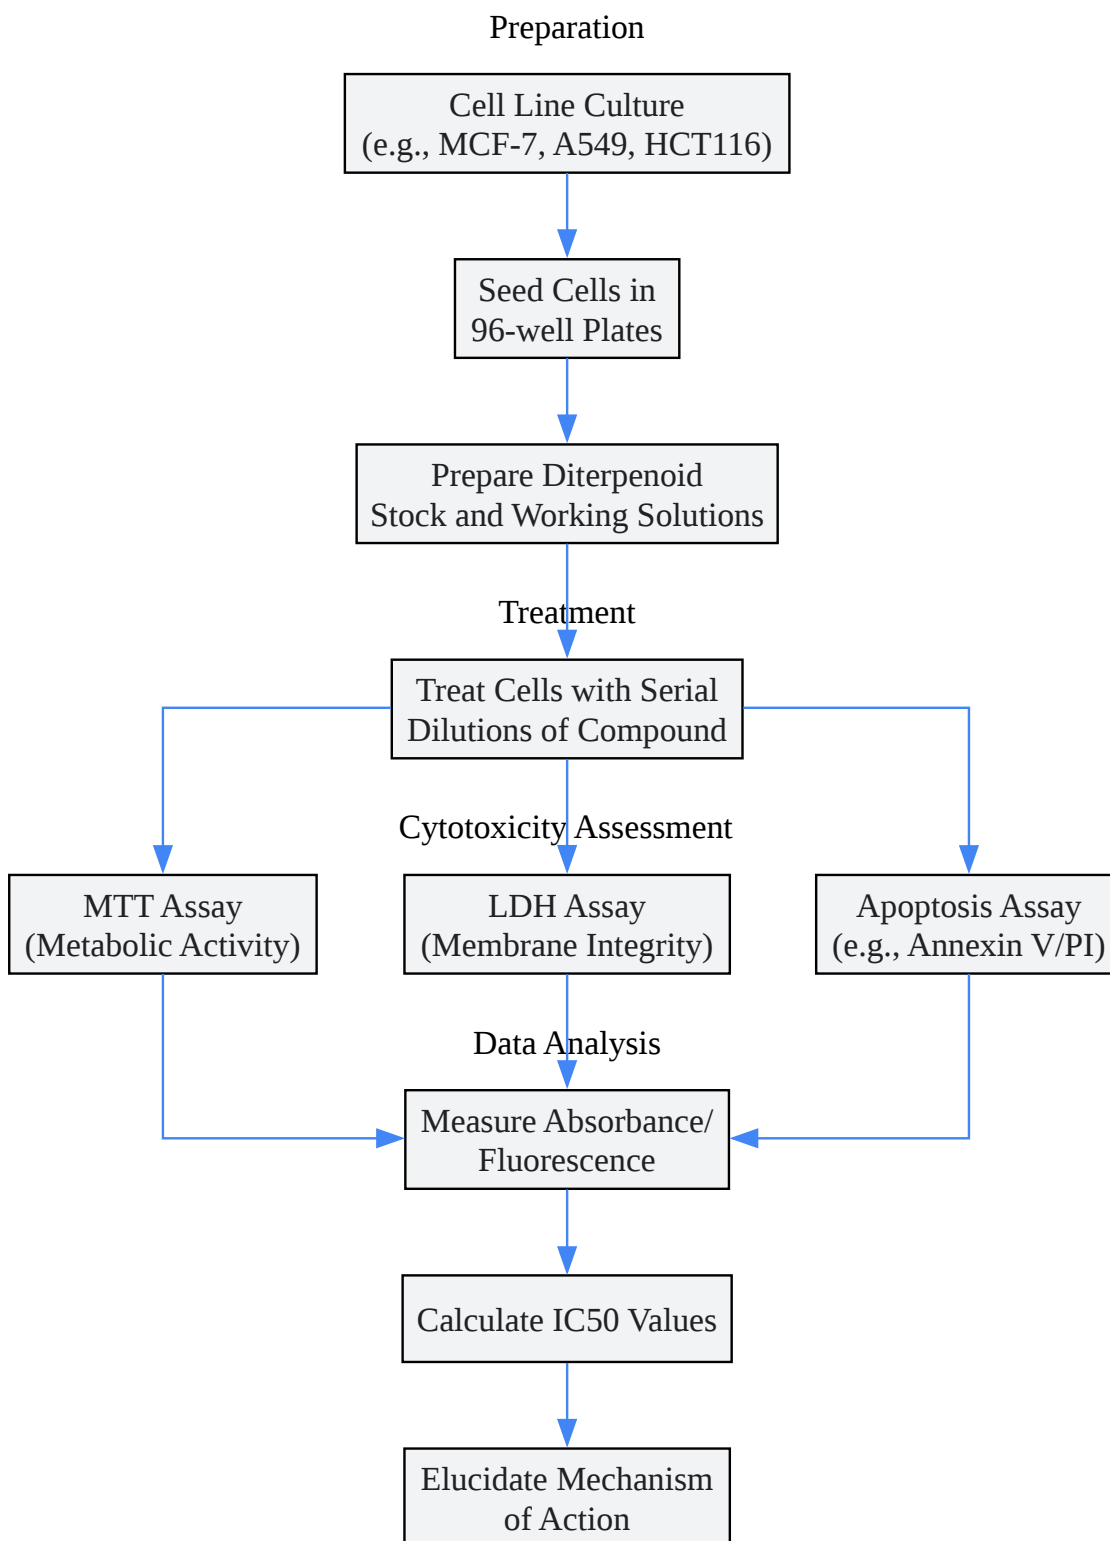 Preparation
Cell Line Culture
(e.g., MCF-7, A549, HCT116)
Seed Cells in
96-well Plates
Prepare Diterpenoid
Stock and Working Solutions
Treatment
Treat Cells with Serial
Dilutions of Compound
Cytotoxicity Assessment
MTT Assay
(Metabolic Activity)
LDH Assay
(Membrane Integrity)
Apoptosis Assay
(e.g., Annexin V/PI)
Data Analysis
Measure Absorbance/
Fluorescence
Calculate IC50 Values
Elucidate Mechanism
of Action